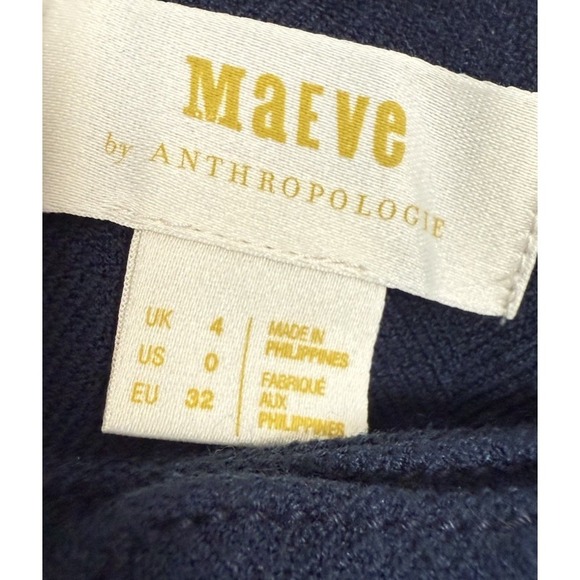 MaEve
by ANTHROPOLOGIE
UK 4
US 0
EU 32
MADE IN
PHILIPPINES
FABRIQUÉ
AUX
PHILIPPINES